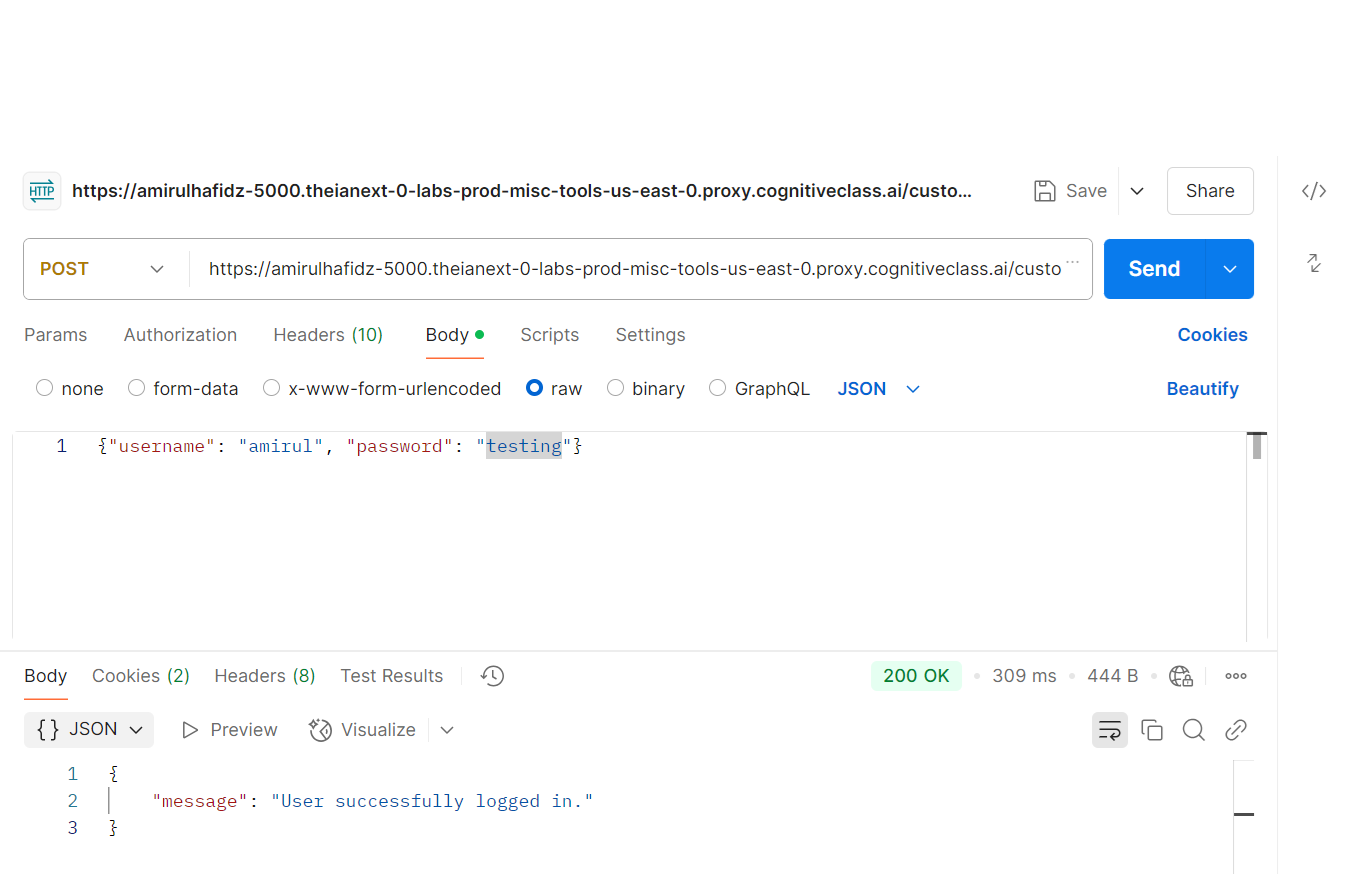 HTTP https://amirulhafidz-5000.theianext-0-labs-prod-misc-tools-us-east-0.proxy.cognitiveclass.ai/custo... Save Share </>
POST https://amirulhafidz-5000.theianext-0-labs-prod-misc-tools-us-east-0.proxy.cognitiveclass.ai/custo ... Send
Params Authorization Headers (10) Body Scripts Settings Cookies
none form-data x-www-form-urlencoded raw binary GraphQL JSON Beautify
1 {"username": "amirul", "password": "testing"}
Body Cookies (2) Headers (8) Test Results 200 OK 309 ms 444 B
{} JSON Preview Visualize
1 {
2 "message": "User successfully logged in."
3 }